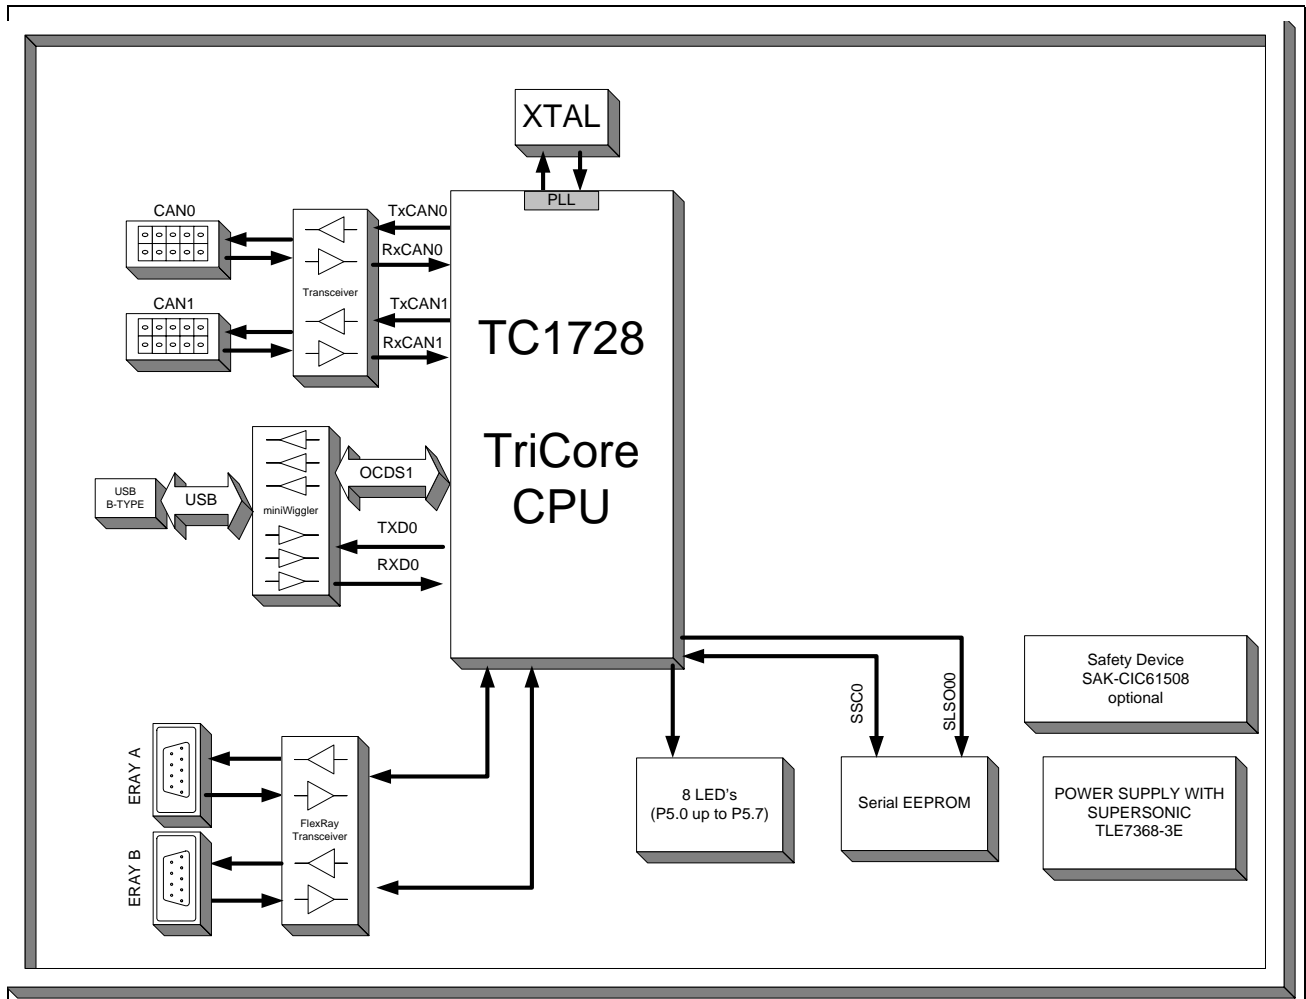 XTAL
PLL
CAN0
TxCAN0
RxCAN0
Transceiver
CAN1
TxCAN1
RxCAN1
TC1728
TriCore
CPU
OCDS1
USB
B-TYPE
USB
miniWiggler
TXD0
RXD0
Safety Device
SAK-CIC61508
optional
SSC0
SLSO00
ERAY A
FlexRay
Transceiver
ERAY B
8 LED's
(P5.0 up to P5.7)
Serial EEPROM
POWER SUPPLY WITH
SUPERSONIC
TLE7368-3E